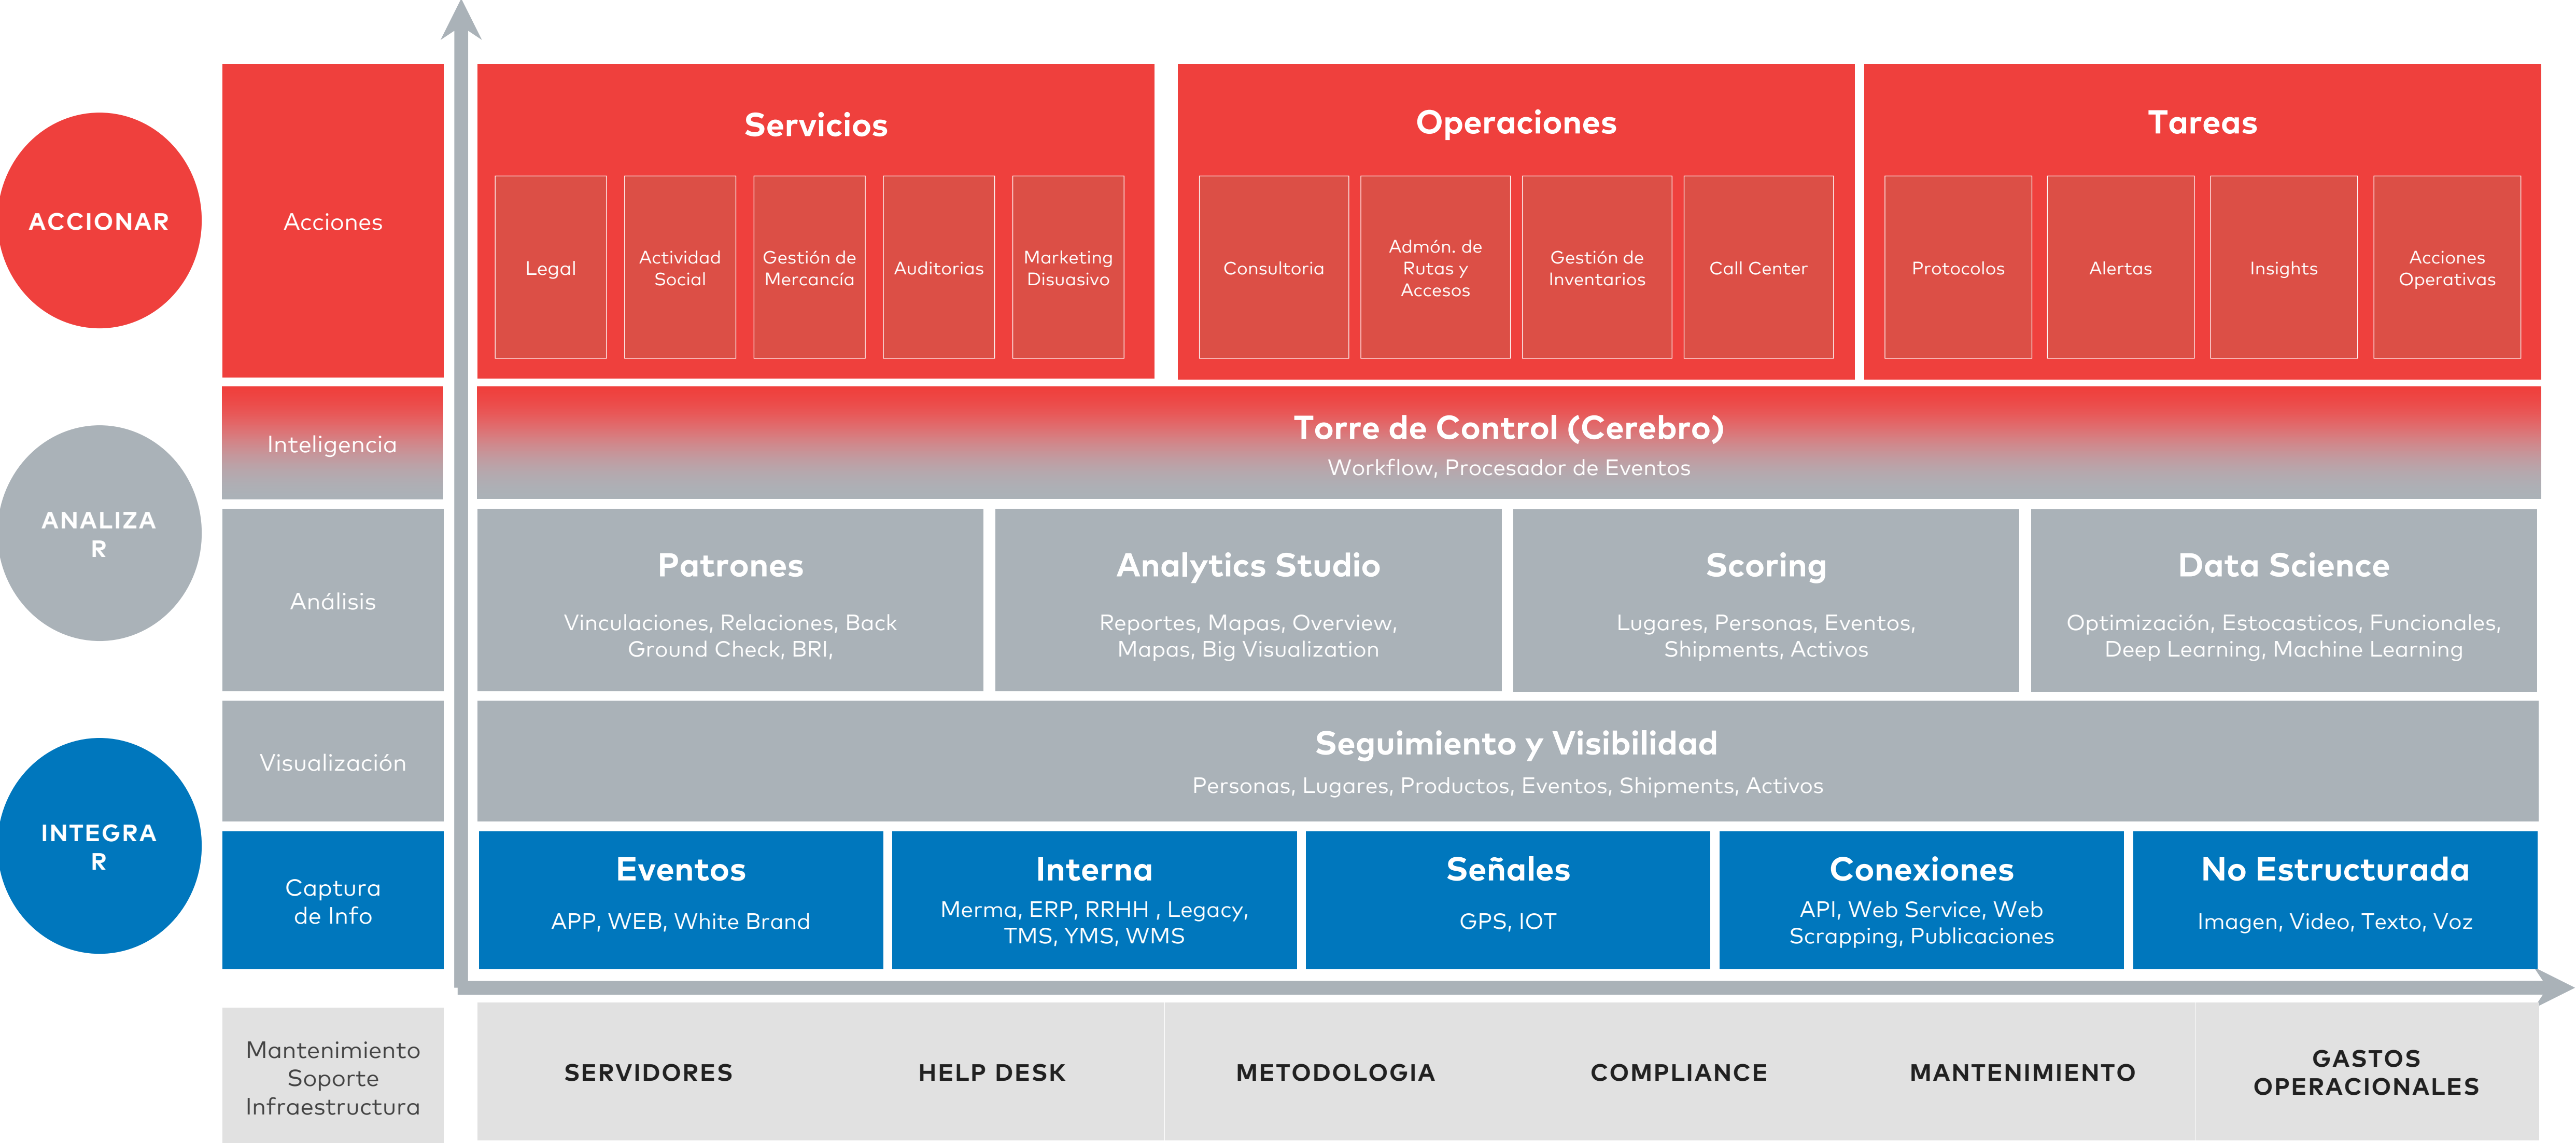 ACCIONAR
Acciones
Servicios
Legal
Actividad
Social
Gestión de
Mercancía
Auditorias
Marketing
Disuasivo
Operaciones
Consultoria
Admón. de
Rutas y
Accesos
Gestión de
Inventarios
Call Center
Tareas
Protocolos
Alertas
Insights
Acciones
Operativas
Inteligencia
Torre de Control (Cerebro)
Workflow, Procesador de Eventos
ANALIZA
R
Análisis
Patrones
Vinculaciones, Relaciones, Back
Ground Check, BRI,
Analytics Studio
Reportes, Mapas, Overview,
Mapas, Big Visualization
Scoring
Lugares, Personas, Eventos,
Shipments, Activos
Data Science
Optimización, Estocasticos, Funcionales,
Deep Learning, Machine Learning
Visualización
Seguimiento y Visibilidad
Personas, Lugares, Productos, Eventos, Shipments, Activos
INTEGRA
R
Captura
de Info
Eventos
APP, WEB, White Brand
Interna
Merma, ERP, RRHH , Legacy,
TMS, YMS, WMS
Señales
GPS, IOT
Conexiones
API, Web Service, Web
Scrapping, Publicaciones
No Estructurada
Imagen, Video, Texto, Voz
Mantenimiento
Soporte
Infraestructura
SERVIDORES
HELP DESK
METODOLOGIA
COMPLIANCE
MANTENIMIENTO
GASTOS
OPERACIONALES